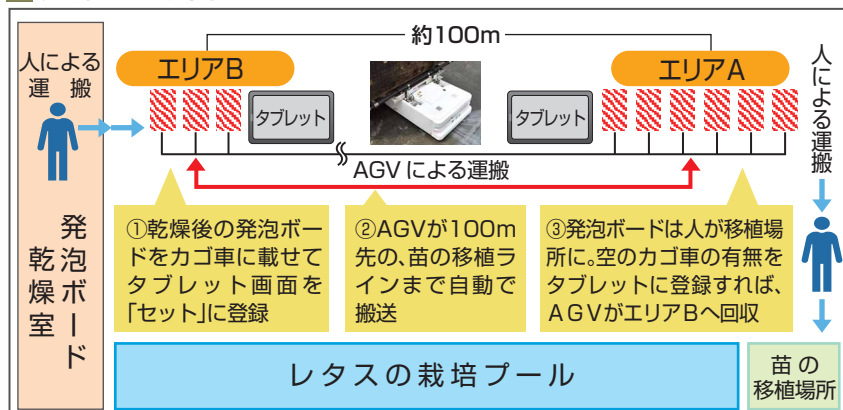 約100m
人による
運搬
エリアB
エリアA
人による運搬
タブレット
タブレット
AGVによる運搬
①乾燥後の発泡ボー
ドをカゴ車に載せて
タブレット画面を
「セット」に登録
②AGVが100m
先の、苗の移植ラ
インまで自動で
搬送
③発泡ボードは人が移植場
所に。空のカゴ車の有無を
タブレットに登録すれば、
AGVがエリアBへ回収
発泡ボード
乾燥室
レタスの栽培プール
苗の
移植場所